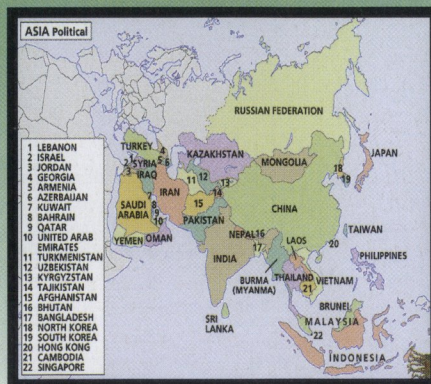 ASIA Political
RUSSIAN FEDERATION
1 LEBANON
2 ISRAEL
3 JORDAN
4 GEORGIA
5 ARMENIA
6 AZERBAIJAN
7 KUWAIT
8 BAHRAIN
9 QATAR
10 UNITED ARAB
EMIRATES
11 TURKMENISTAN
12 UZBEKISTAN
13 KYRGYZSTAN
14 TAJIKISTAN
15 AFGHANISTAN
16 BHUTAN
17 BANGLADESH
18 NORTH KOREA
19 SOUTH KOREA
20 HONG KONG
21 CAMBODIA
22 SINGAPORE
TURKEY
4
1
2
SYRIA
5
6
3
IRAQ
KAZAKHSTAN
MONGOLIA
18
19
JAPAN
11
12
13
14
15
IRAN
SAUDI
ARABIA
7
8
9
10
PAKISTAN
CHINA
YEMEN
OMAN
NEPAL
16
17
INDIA
LAOS
20
TAIWAN
PHILIPPINES
BURMA
(MYANMA)
THAILAND
21
VIETNAM
SRI
LANKA
BRUNEI
MALAYSIA
22
INDONESIA